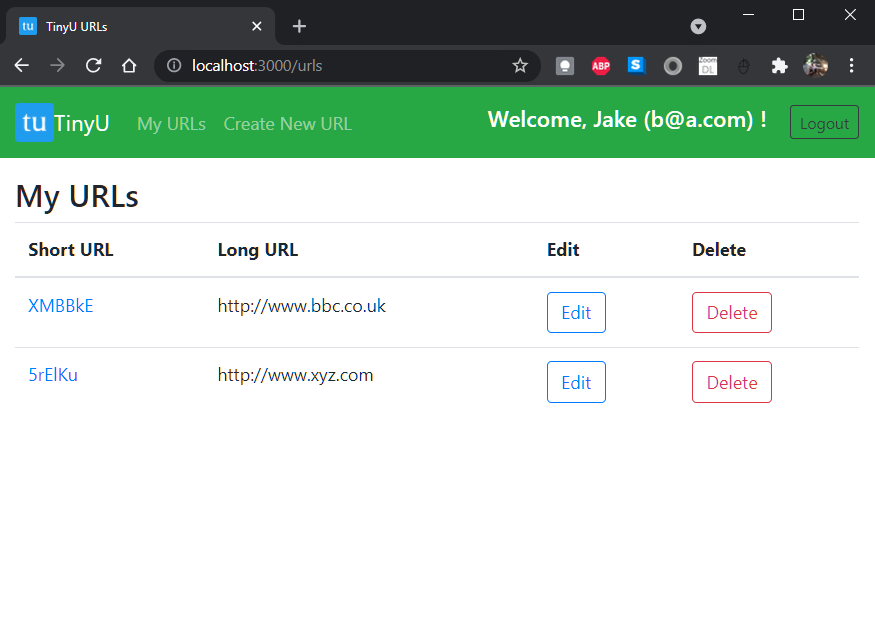 tu TinyU URLs
localhost:3000/urls
ABP
S
Zoom
DL
tu TinyU My URLs Create New URL Welcome, Jake (b@a.com) ! Logout
My URLs
Short URL Long URL Edit Delete
XMBBkE http://www.bbc.co.uk Edit Delete
5rElKu http://www.xyz.com Edit Delete